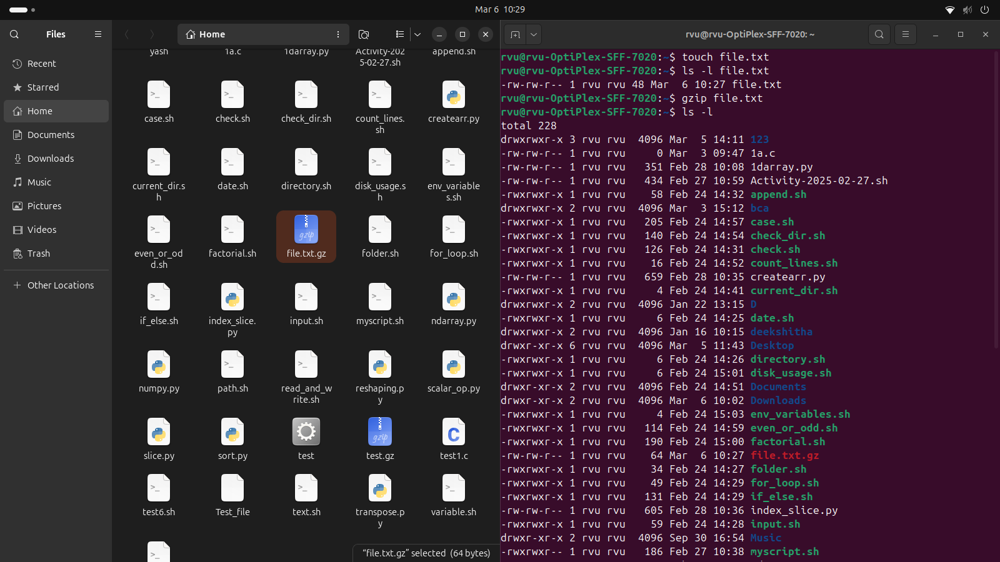 Mar 6 10:29
Files
Recent
Starred
Home
Documents
Downloads
Music
Pictures
Videos
Trash
Other Locations
Home
yash
1a.c
1darray.py
Activity-202
5-02-27.sh
append.sh
case.sh
check.sh
check_dir.sh
count_lines.
sh
createarr.py
current_dir.s
h
date.sh
directory.sh
disk_usage.s
h
env_variable
s.sh
even_or_od
d.sh
factorial.sh
gzip
file.txt.gz
folder.sh
for_loop.sh
if_else.sh
index_slice.
py
input.sh
myscript.sh
ndarray.py
numpy.py
path.sh
read_and_w
rite.sh
reshaping.p
y
scalar_op.py
slice.py
sort.py
test
gzip
test.gz
C
test1.c
test6.sh
Test_file
text.sh
transpose.p
y
variable.sh
“file.txt.gz” selected (64 bytes)
rvu@rvu-OptiPlex-SFF-7020: ~
rvu@rvu-OptiPlex-SFF-7020:~$ touch file.txt
rvu@rvu-OptiPlex-SFF-7020:~$ ls -l file.txt
-rw-rw-r-- 1 rvu rvu 48 Mar  6 10:27 file.txt
rvu@rvu-OptiPlex-SFF-7020:~$ gzip file.txt
rvu@rvu-OptiPlex-SFF-7020:~$ ls -l
total 228
drwxrwxr-x 3 rvu rvu  4096 Mar  5 14:11 123
-rw-rw-r-- 1 rvu rvu     0 Mar  3 09:47 1a.c
-rw-rw-r-- 1 rvu rvu   351 Feb 28 10:08 1darray.py
-rw-rw-r-- 1 rvu rvu   434 Feb 27 10:59 Activity-2025-02-27.sh
-rwxrwxr-x 1 rvu rvu    58 Feb 24 14:32 append.sh
drwxrwxr-x 2 rvu rvu  4096 Mar  3 15:12 bca
-rwxrwxr-x 1 rvu rvu   205 Feb 24 14:57 case.sh
-rwxrwxr-x 1 rvu rvu   140 Feb 24 14:54 check_dir.sh
-rwxrwxr-x 1 rvu rvu   126 Feb 24 14:31 check.sh
-rwxrwxr-x 1 rvu rvu    16 Feb 24 14:52 count_lines.sh
-rw-rw-r-- 1 rvu rvu   659 Feb 28 10:35 createarr.py
-rwxrwxr-x 1 rvu rvu     4 Feb 24 14:41 current_dir.sh
drwxrwxr-x 2 rvu rvu  4096 Jan 22 13:15 D
-rwxrwxr-x 1 rvu rvu     6 Feb 24 14:25 date.sh
drwxrwxr-x 2 rvu rvu  4096 Jan 16 10:15 deekshitha
drwxr-xr-x 6 rvu rvu  4096 Mar  5 11:43 Desktop
-rwxrwxr-x 1 rvu rvu     6 Feb 24 14:26 directory.sh
-rwxrwxr-x 1 rvu rvu     6 Feb 24 15:01 disk_usage.sh
drwxr-xr-x 2 rvu rvu  4096 Feb 24 14:51 Documents
drwxr-xr-x 2 rvu rvu  4096 Mar  6 10:02 Downloads
-rwxrwxr-x 1 rvu rvu     4 Feb 24 15:03 env_variables.sh
-rwxrwxr-x 1 rvu rvu   114 Feb 24 14:59 even_or_odd.sh
-rwxrwxr-x 1 rvu rvu   190 Feb 24 15:00 factorial.sh
-rw-rw-r-- 1 rvu rvu    64 Mar  6 10:27 file.txt.gz
-rwxrwxr-x 1 rvu rvu    34 Feb 24 14:27 folder.sh
-rwxrwxr-x 1 rvu rvu    49 Feb 24 14:29 for_loop.sh
-rwxrwxr-x 1 rvu rvu   131 Feb 24 14:29 if_else.sh
-rw-rw-r-- 1 rvu rvu   605 Feb 28 10:36 index_slice.py
-rwxrwxr-x 1 rvu rvu    59 Feb 24 14:28 input.sh
drwxr-xr-x 2 rvu rvu  4096 Sep 30 16:54 Music
-rwxrwxr-- 1 rvu rvu   186 Feb 27 10:38 myscript.sh